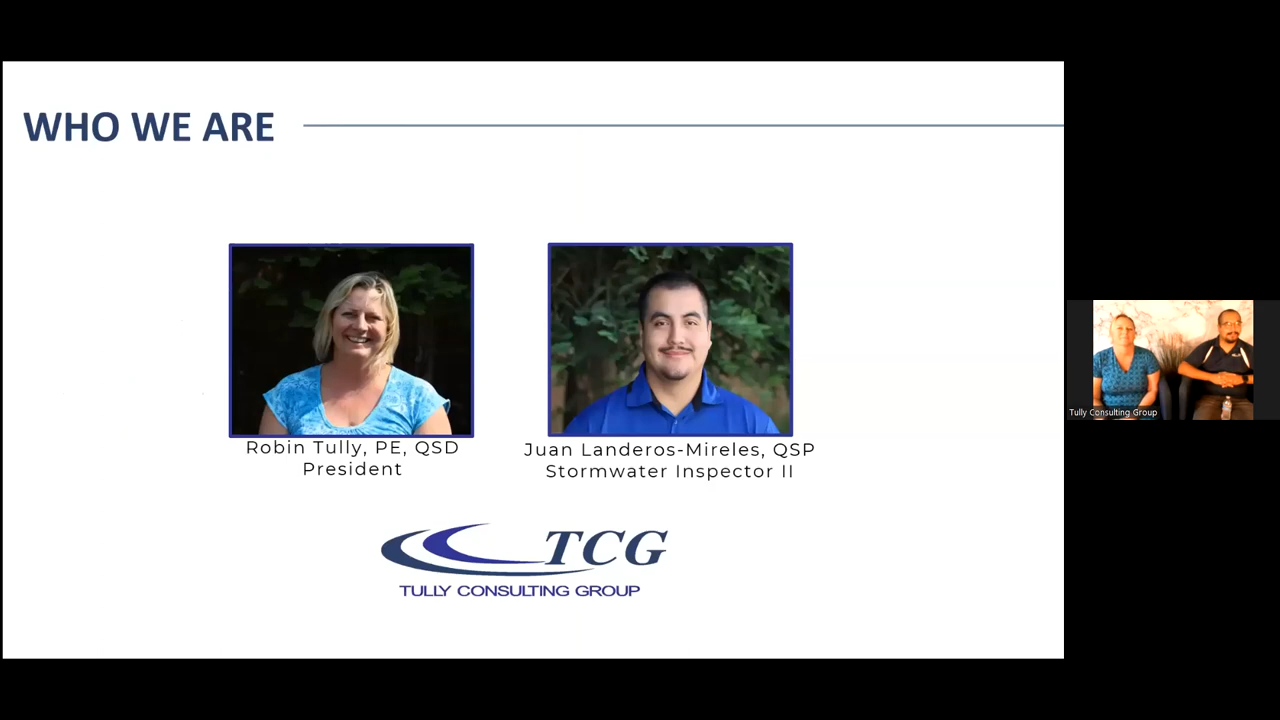 WHO WE ARE
Robin Tully, PE, QSD
President
Juan Landeros-Mireles, QSP
Stormwater Inspector II
TCG
TULLY CONSULTING GROUP
Tully Consulting Group